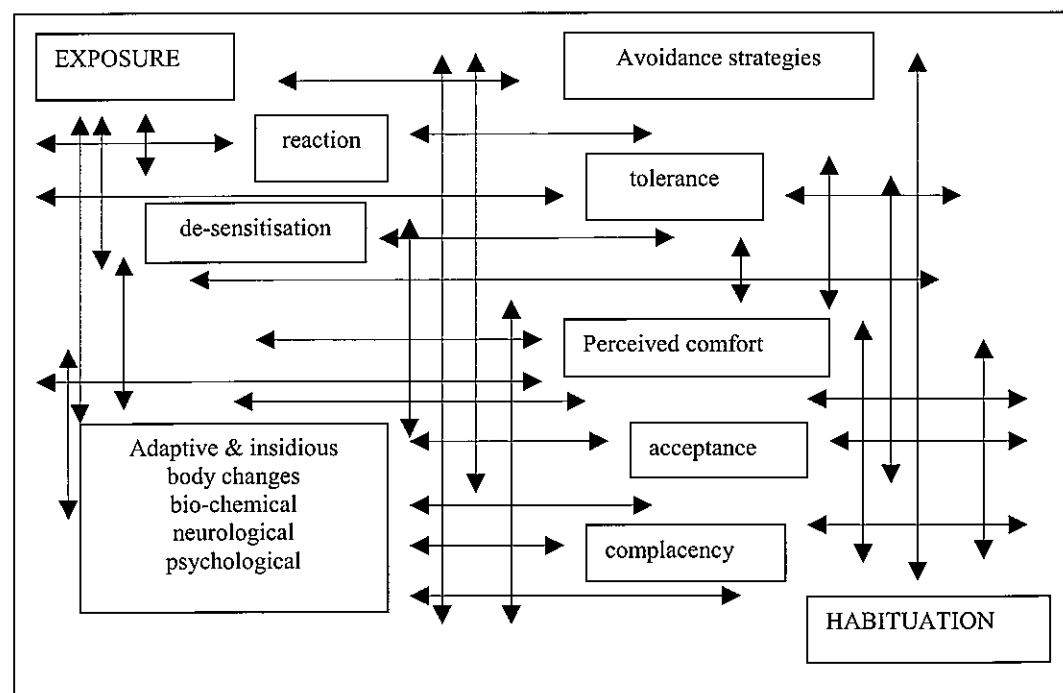 EXPOSURE
Avoidance strategies
reaction
tolerance
de-sensitisation
Perceived comfort
Adaptive & insidious
body changes
bio-chemical
neurological
psychological
acceptance
complacency
HABITUATION